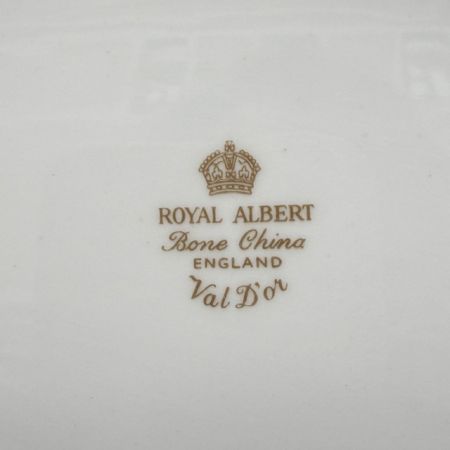 ROYAL ALBERT
Bone China
ENGLAND
Val D'or